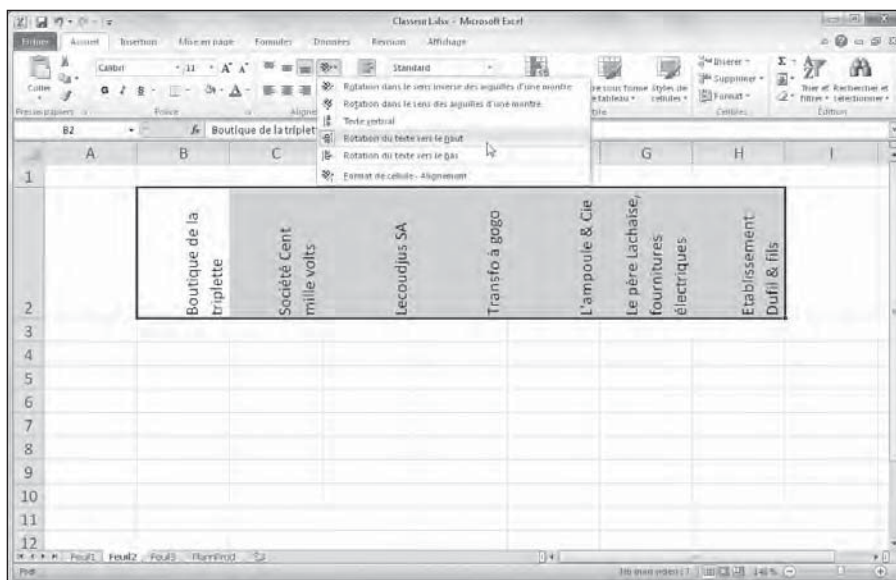 Classeur1.xlsx - Microsoft Excel
Fichier Accueil Insertion Mise en page Formules Données Révision Affichage
Calibri 11 A A Standard Insérer Σ
Coller G I S A Supprimer
Format Trier et filtrer Rechercher et sélectionner
Presse-papiers Police Cellules Édition
Rotation dans le sens inverse des aiguilles d'une montre
Rotation dans le sens des aiguilles d'une montre
Texte vertical
Rotation du texte vers le haut
Rotation du texte vers le bas
Format de cellule - Alignement
B2 fx Boutique de la triplet
A B C G H I
1
2
Boutique de la
triplette
Société Cent
mille volts
Lecoudjus SA
Transfo à gogo
L'ampoule & Cie
Le père Lachaise,
fournitures
électriques
Etablissement
Dufil & fils
3
4
5
6
7
8
9
10
11
12
Feuil1 Feuil2 Feuil3
Prêt 140 %